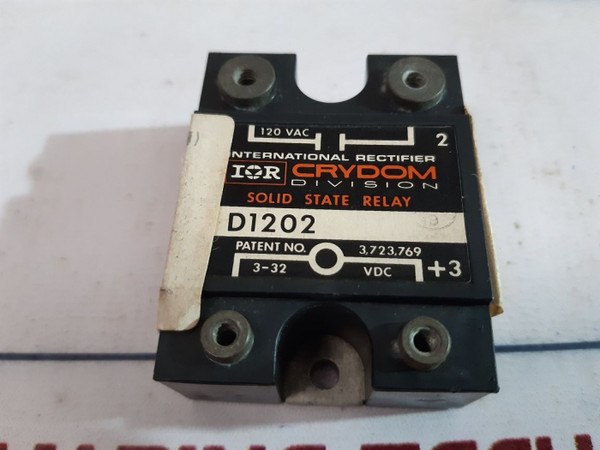 120 VAC
2
INTERNATIONAL RECTIFIER
IOR CRYDOM
DIVISION
SOLID STATE RELAY
D1202
PATENT NO. 3,723,769
3-32 VDC +3